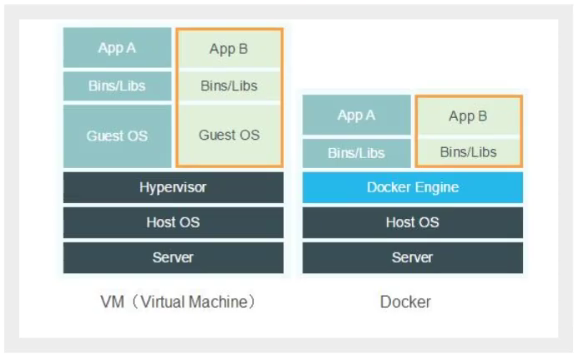 App A
App B
Bins/Libs
Bins/Libs
Guest OS
Guest OS
Hypervisor
Host OS
Server
VM（Virtual Machine）
App A
App B
Bins/Libs
Bins/Libs
Docker Engine
Host OS
Server
Docker